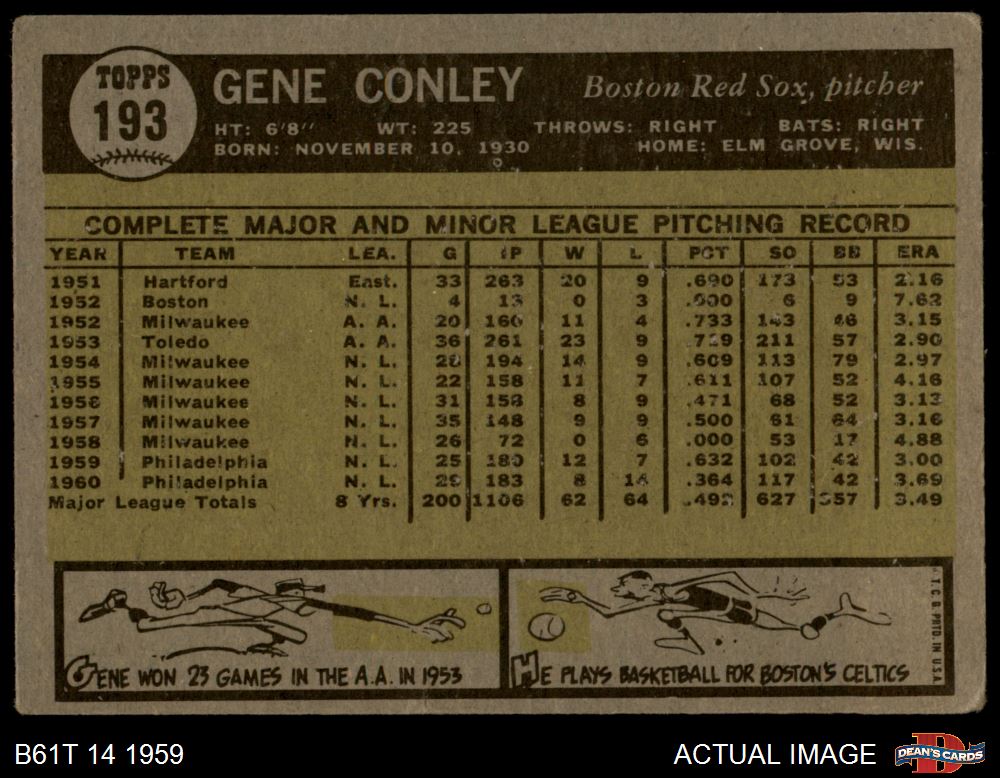 TOPPS
193
GENE CONLEY
Boston Red Sox, pitcher
HT: 6'8" WT: 225 THROWS: RIGHT BATS: RIGHT
BORN: NOVEMBER 10, 1930 HOME: ELM GROVE, WIS.
COMPLETE MAJOR AND MINOR LEAGUE PITCHING RECORD
YEAR TEAM LEA. G IP W L PCT SO BB ERA
1951 Hartford East. 33 263 20 9 .690 173 53 2.16
1952 Boston N. L. 4 13 0 3 .000 6 9 7.62
1952 Milwaukee A. A. 20 160 11 4 .733 143 46 3.15
1953 Toledo A. A. 36 261 23 9 .719 211 57 2.90
1954 Milwaukee N. L. 28 194 14 9 .609 113 79 2.97
1955 Milwaukee N. L. 22 158 11 7 .611 107 52 4.16
1956 Milwaukee N. L. 31 158 8 9 .471 68 52 3.13
1957 Milwaukee N. L. 35 148 9 9 .500 61 64 3.16
1958 Milwaukee N. L. 26 72 0 6 .000 53 17 4.88
1959 Philadelphia N. L. 25 180 12 7 .632 102 42 3.00
1960 Philadelphia N. L. 29 183 8 14 .364 117 42 3.69
Major League Totals 8 Yrs. 200 1106 62 64 .492 627 357 3.49
GENE WON 23 GAMES IN THE A.A. IN 1953
HE PLAYS BASKETBALL FOR BOSTON'S CELTICS
© T. C. G. PRTD. IN U.S.A.
B61T 14 1959
ACTUAL IMAGE
D
DEAN'S CARDS